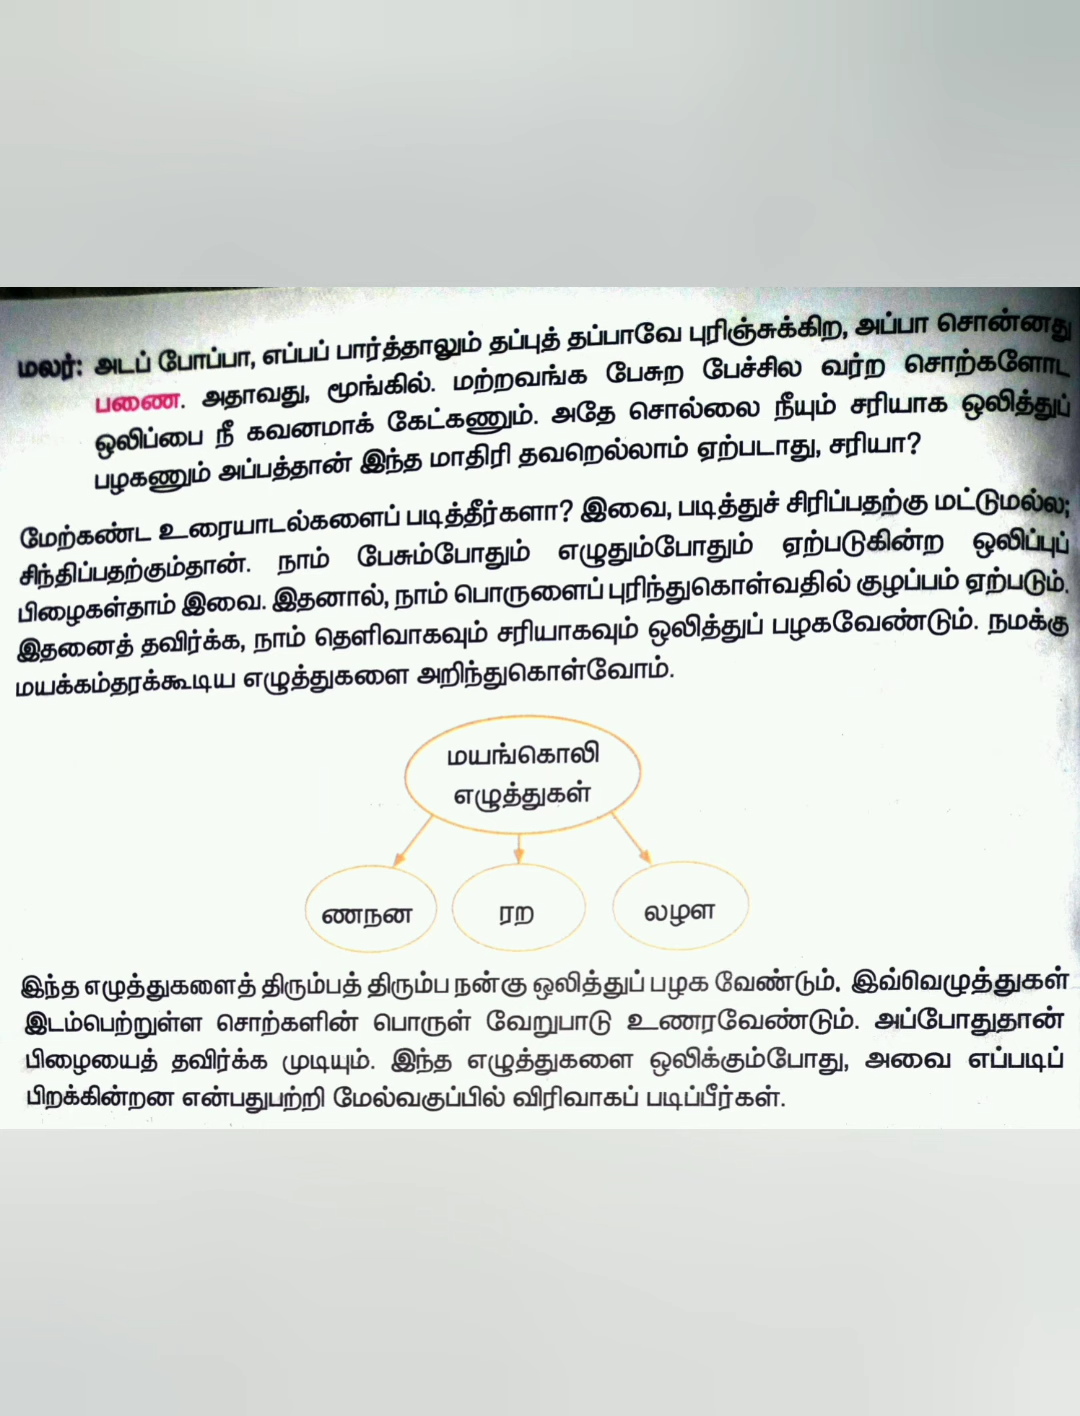 மலர்: அடப் போப்பா, எப்பப் பார்த்தாலும் தப்புத் தப்பாவே புரிஞ்சுக்கிற, அப்பா சொன்னது
பணை. அதாவது, மூங்கில். மற்றவங்க பேசுற பேச்சில வர்ற சொற்களோட
ஒலிப்பை நீ கவனமாக் கேட்கணும். அதே சொல்லை நீயும் சரியாக ஒலித்துப்
பழகணும் அப்பத்தான் இந்த மாதிரி தவறெல்லாம் ஏற்படாது, சரியா?
மேற்கண்ட உரையாடல்களைப் படித்தீர்களா? இவை, படித்துச் சிரிப்பதற்கு மட்டுமல்ல;
சிந்திப்பதற்கும்தான். நாம் பேசும்போதும் எழுதும்போதும் ஏற்படுகின்ற ஒலிப்புப்
பிழைகள்தாம் இவை. இதனால், நாம் பொருளைப் புரிந்துகொள்வதில் குழப்பம் ஏற்படும்.
இதனைத் தவிர்க்க, நாம் தெளிவாகவும் சரியாகவும் ஒலித்துப் பழகவேண்டும். நமக்கு
மயக்கம்தரக்கூடிய எழுத்துகளை அறிந்துகொள்வோம்.
மயங்கொலி
எழுத்துகள்
ணநன
ரற
லழள
இந்த எழுத்துகளைத் திரும்பத் திரும்ப நன்கு ஒலித்துப் பழக வேண்டும். இவ்வெழுத்துகள்
இடம்பெற்றுள்ள சொற்களின் பொருள் வேறுபாடு உணரவேண்டும். அப்போதுதான்
பிழையைத் தவிர்க்க முடியும். இந்த எழுத்துகளை ஒலிக்கும்போது, அவை எப்படிப்
பிறக்கின்றன என்பதுபற்றி மேல்வகுப்பில் விரிவாகப் படிப்பீர்கள்.